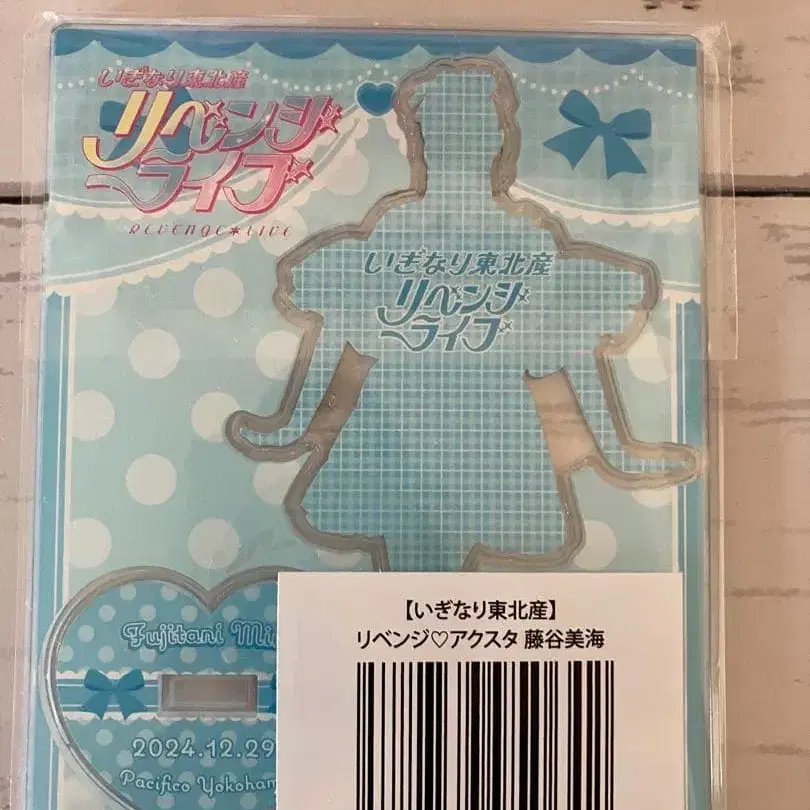 いぎなり東北産
リベンジ
ライブ
REVENGE★LIVE
いぎなり東北産
リベンジ
ライブ
【いぎなり東北産】
リベンジ♡アクスタ 藤谷美海
Fujitani
2024.12.29
Pacifico